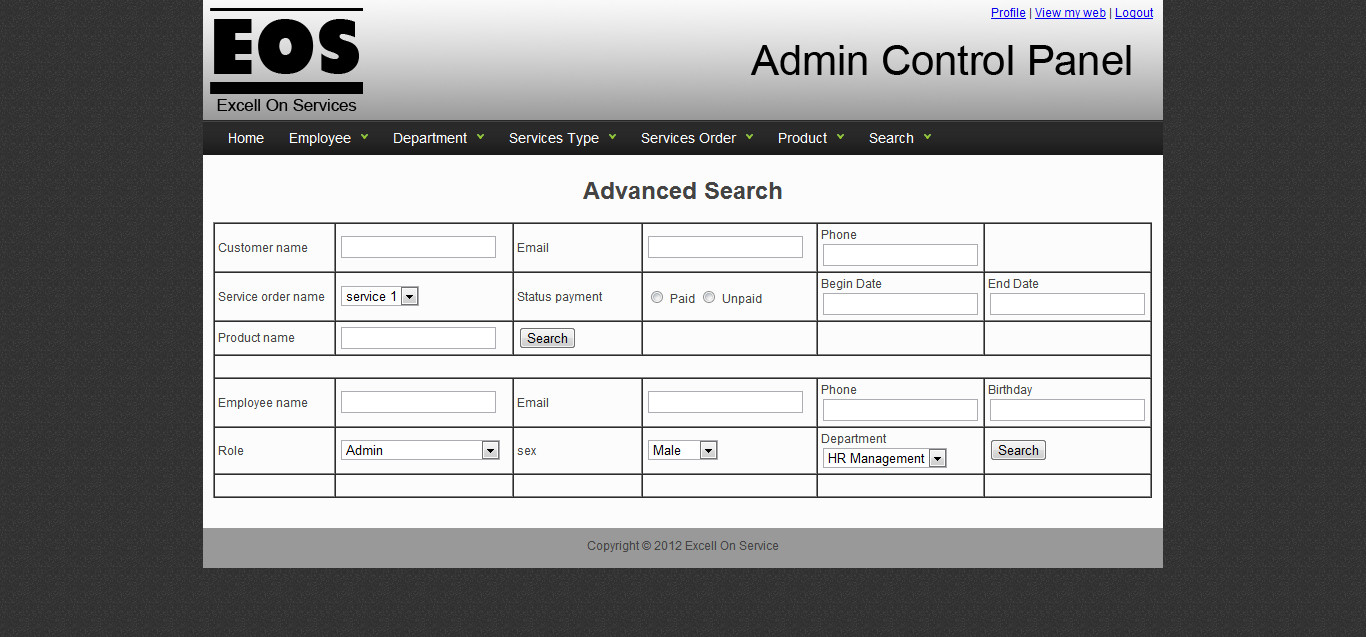 EOS
Excell On Services
Profile | View my web | Logout
Admin Control Panel
Home Employee Department Services Type Services Order Product Search
Advanced Search
Customer name Email Phone
Service order name service 1 Status payment Paid Unpaid Begin Date End Date
Product name Search
Employee name Email Phone Birthday
Role Admin sex Male Department HR Management Search
Copyright © 2012 Excell On Service